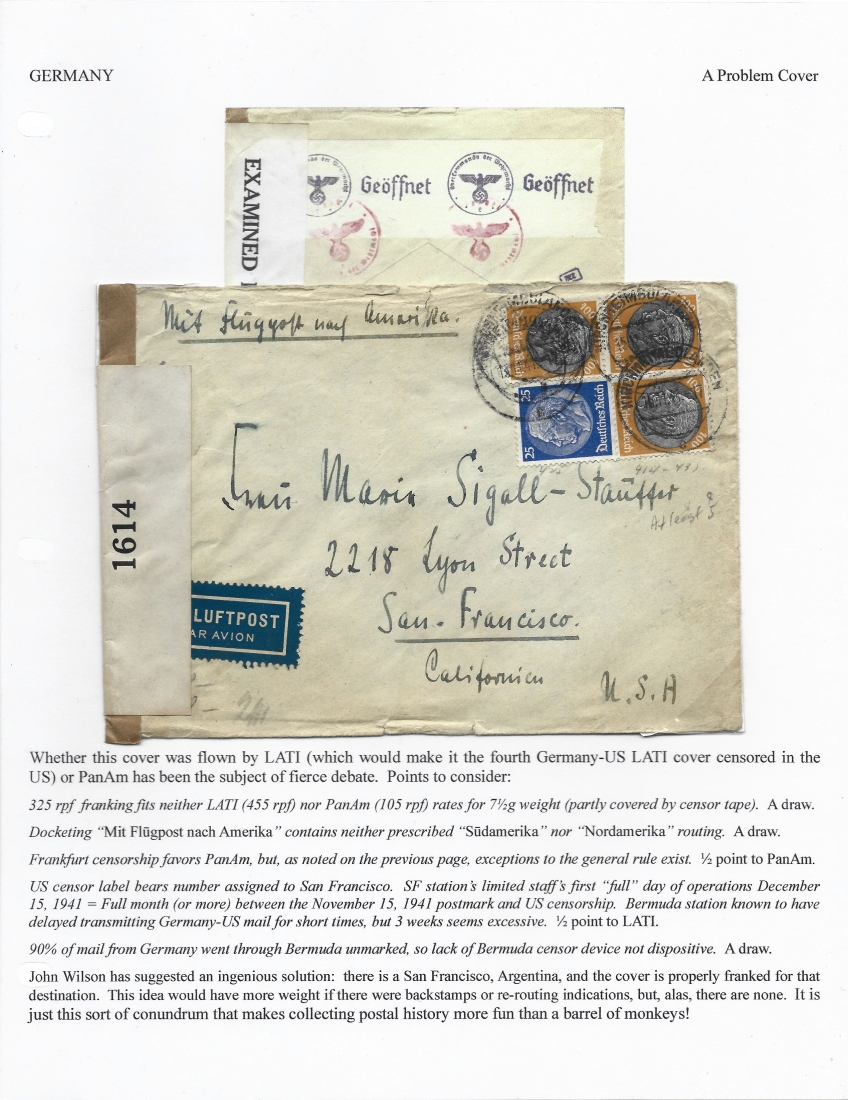 GERMANY
A Problem Cover
EXAMINED
Geöffnet
Geöffnet
Oberkommando der Wehrmacht
Mit Flugpost nach Amerika.
100
100
25
Deutsches Reich
100
Frau Maria Sigall-Stauffer
At least
2218 Lyon Street
San-Francisco.
Californien
U.S.A
1614
LUFTPOST
AR AVION
Whether this cover was flown by LATI (which would make it the fourth Germany-US LATI cover censored in the
US) or PanAm has been the subject of fierce debate. Points to consider:
325 rpf franking fits neither LATI (455 rpf) nor PanAm (105 rpf) rates for 7½g weight (partly covered by censor tape). A draw.
Docketing “Mit Flūgpost nach Amerika” contains neither prescribed “Sūdamerika” nor “Nordamerika” routing. A draw.
Frankfurt censorship favors PanAm, but, as noted on the previous page, exceptions to the general rule exist. ½ point to PanAm.
US censor label bears number assigned to San Francisco. SF station's limited staff's first “full” day of operations December
15, 1941 = Full month (or more) between the November 15, 1941 postmark and US censorship. Bermuda station known to have
delayed transmitting Germany-US mail for short times, but 3 weeks seems excessive. ½ point to LATI.
90% of mail from Germany went through Bermuda unmarked, so lack of Bermuda censor device not dispositive. A draw.
John Wilson has suggested an ingenious solution: there is a San Francisco, Argentina, and the cover is properly franked for that
destination. This idea would have more weight if there were backstamps or re-routing indications, but, alas, there are none. It is
just this sort of conundrum that makes collecting postal history more fun than a barrel of monkeys!